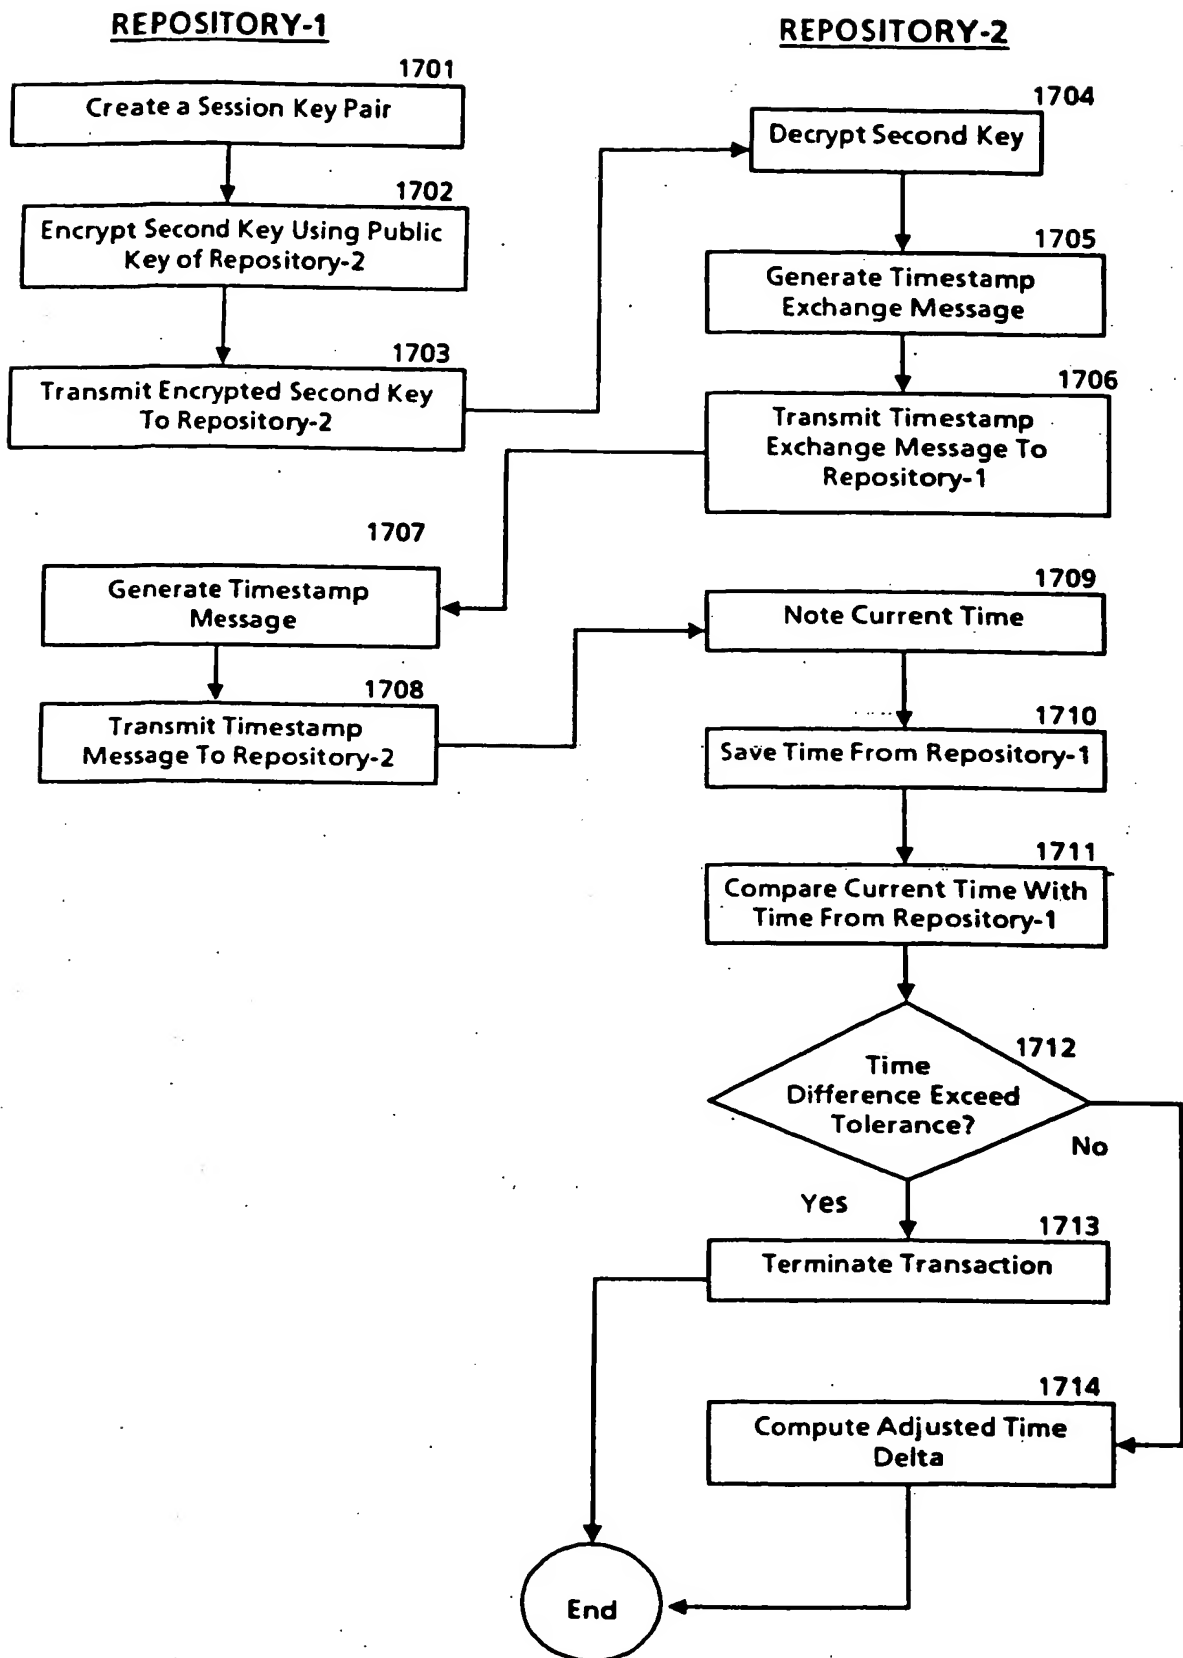 REPOSITORY-1
1701
Create a Session Key Pair
1702
Encrypt Second Key Using Public
Key of Repository-2
1703
Transmit Encrypted Second Key
To Repository-2
REPOSITORY-2
1704
Decrypt Second Key
1705
Generate Timestamp
Exchange Message
1706
Transmit Timestamp
Exchange Message To
Repository-1
1707
Generate Timestamp
Message
1708
Transmit Timestamp
Message To Repository-2
1709
Note Current Time
1710
Save Time From Repository-1
1711
Compare Current Time With
Time From Repository-1
1712
Time
Difference Exceed
Tolerance?
No
Yes
1713
Terminate Transaction
1714
Compute Adjusted Time
Delta
End